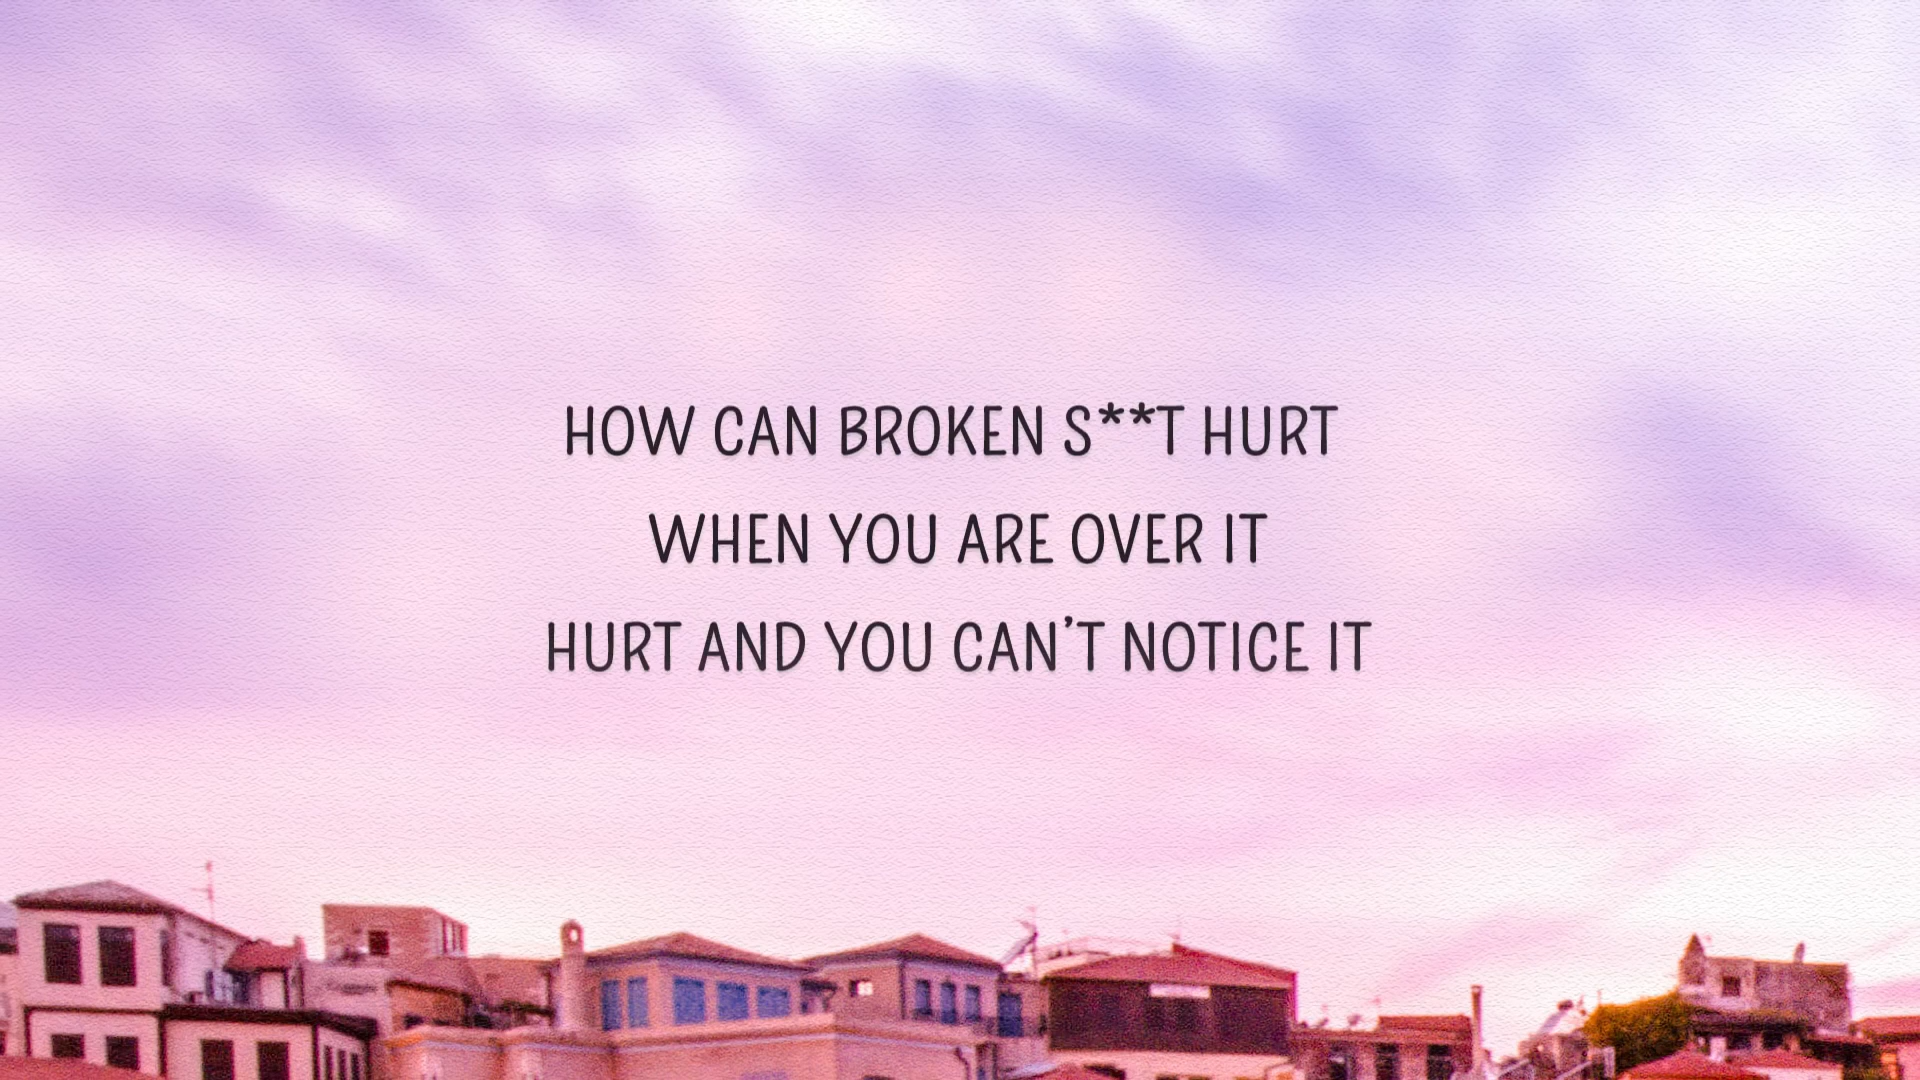 HOW CAN BROKEN S**T HURT
WHEN YOU ARE OVER IT
HURT AND YOU CAN'T NOTICE IT